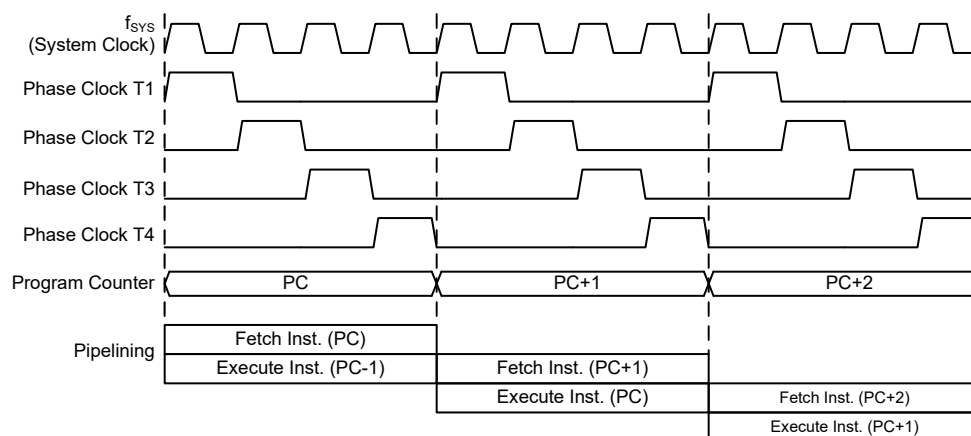 fSYS
(System Clock)
Phase Clock T1
Phase Clock T2
Phase Clock T3
Phase Clock T4
Program Counter PC PC+1 PC+2
Pipelining
Fetch Inst. (PC)
Execute Inst. (PC-1) Fetch Inst. (PC+1)
Execute Inst. (PC) Fetch Inst. (PC+2)
Execute Inst. (PC+1)